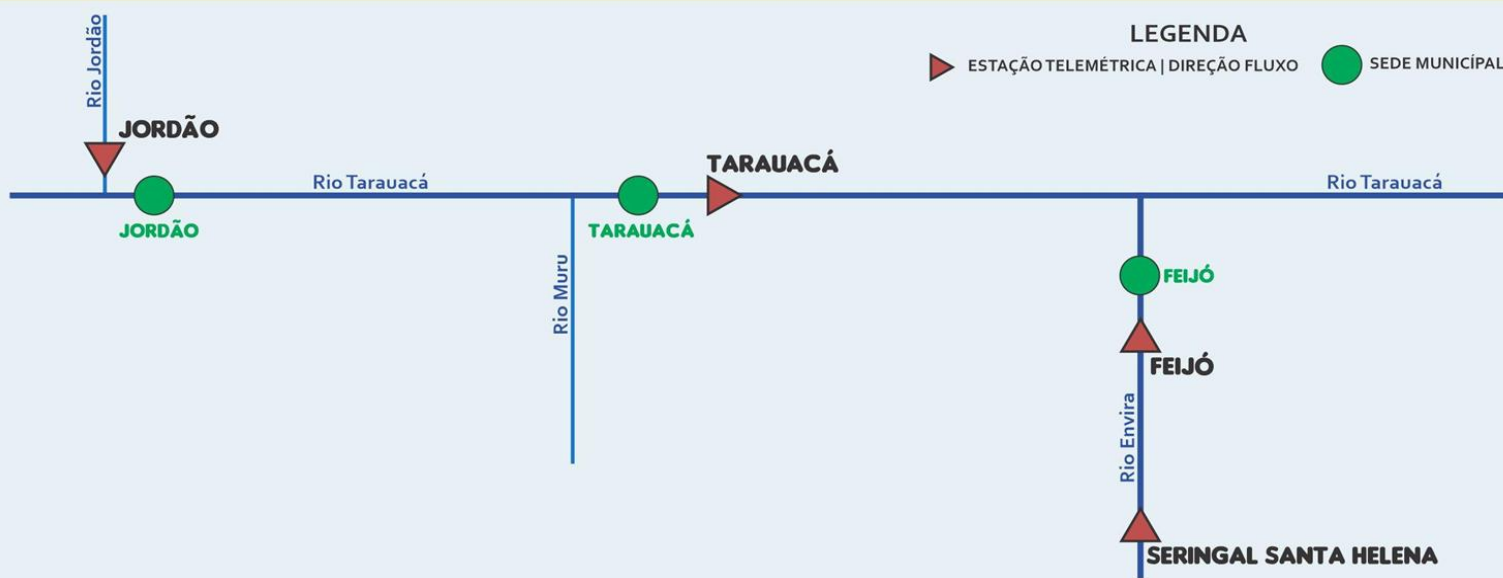 LEGENDA
ESTAÇÃO TELEMÉTRICA | DIREÇÃO FLUXO
SEDE MUNICÍPAL
Rio Jordão
JORDÃO
Rio Tarauacá
TARAUACÁ
Rio Tarauacá
JORDÃO
TARAUACÁ
Rio Muru
FEIJÓ
FEIJÓ
Rio Envira
SERINGAL SANTA HELENA